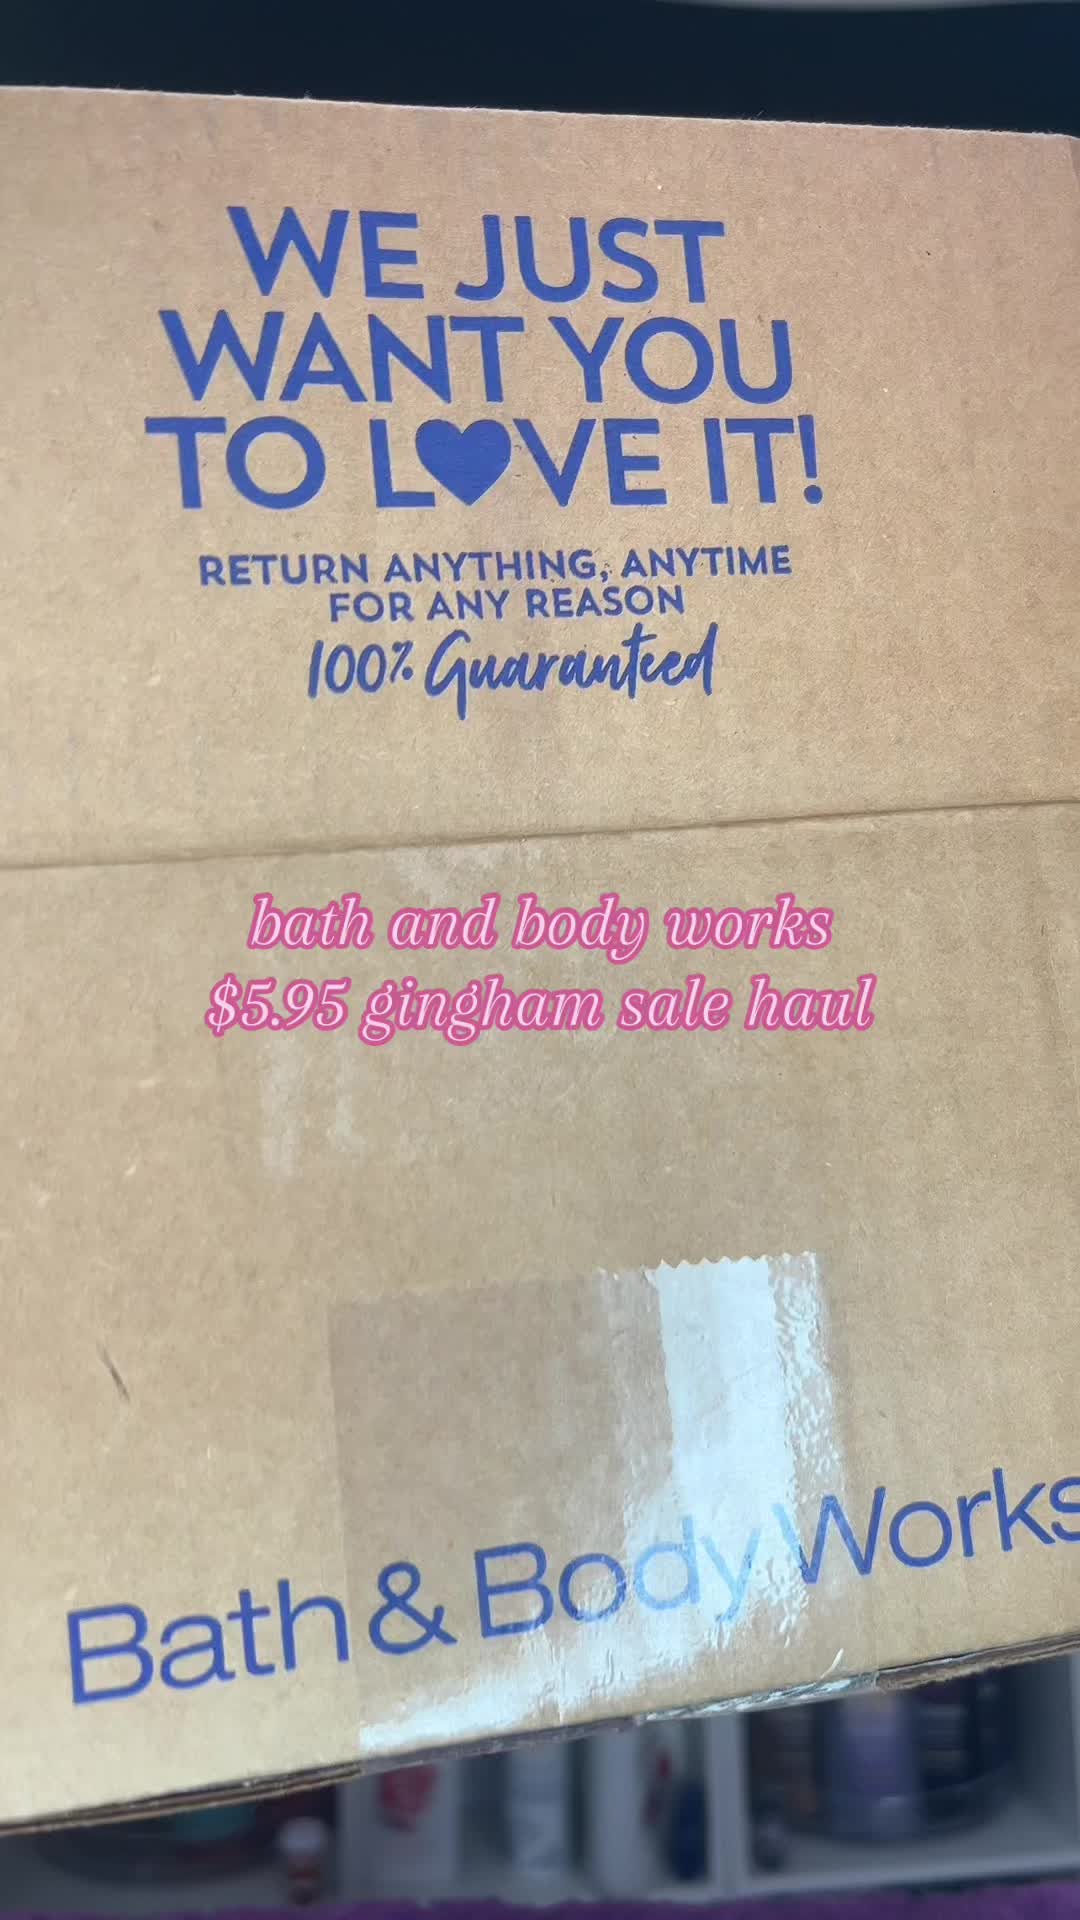 WE JUST
WANT YOU
TO L♥VE IT!
RETURN ANYTHING, ANYTIME
FOR ANY REASON
100% Guaranteed
bath and body works
$5.95 gingham sale haul
Bath & Body Works